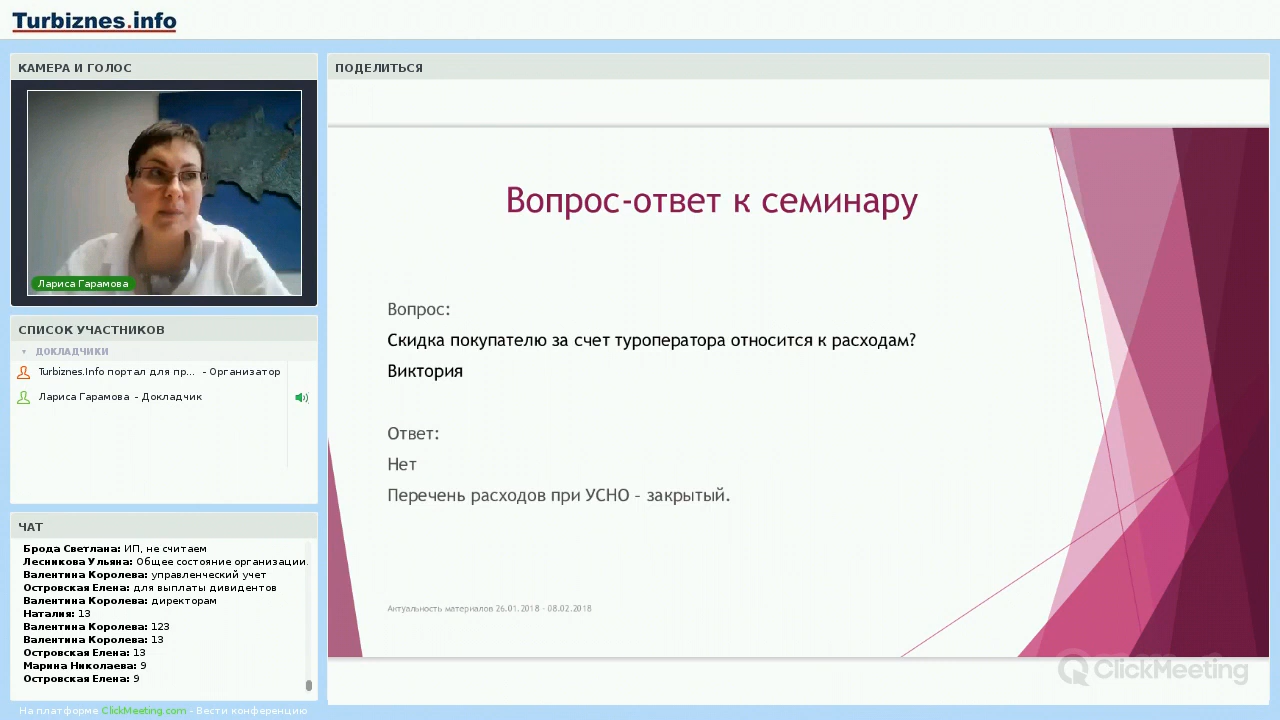 Turbiznes.info
КАМЕРА И ГОЛОС
Лариса Гарамова
СПИСОК УЧАСТНИКОВ
ДОКЛАДЧИКИ
Turbiznes.Info портал для пр... - Организатор
Лариса Гарамова - Докладчик
ЧАТ
Брода Светлана: ИП, не считаем
Лесникова Ульяна: Общее состояние организации.
Валентина Королева: управленческий учет
Островская Елена: для выплаты дивидентов
Валентина Королева: директорам
Наталия: 13
Валентина Королева: 123
Валентина Королева: 13
Островская Елена: 13
Марина Николаева: 9
Островская Елена: 9
На платформе ClickMeeting.com - Вести конференцию
ПОДЕЛИТЬСЯ
Вопрос-ответ к семинару
Вопрос:
Скидка покупателю за счет туроператора относится к расходам?
Виктория
Ответ:
Нет
Перечень расходов при УСНО – закрытый.
Актуальность материалов 26.01.2018 - 08.02.2018
ClickMeeting